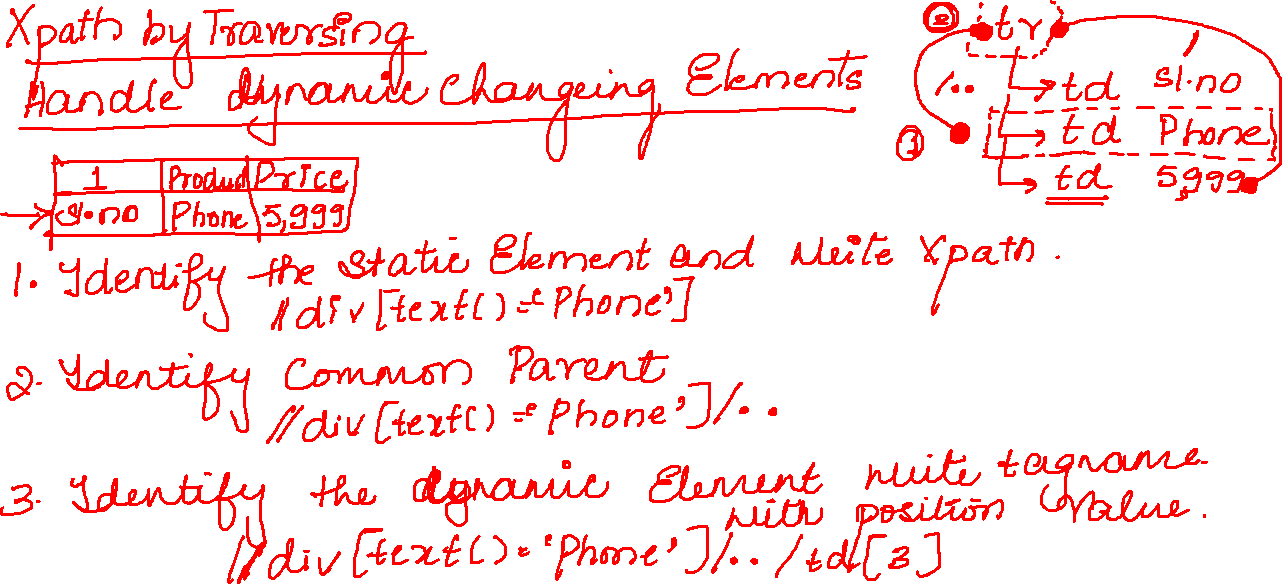 Xpath by Traversing
Handle dynamic changeing Elements
1 Product Price
Sl.no Phone 5,999
② tr
/.. td Sl.no
① td Phone
td 5,999
1. Identify the static Element and Write Xpath.
//div[text()='Phone']
2. Identify Common Parent
//div[text()='Phone']/..
3. Identify the dynamic Element write tagname
with position Value.
//div[text()='Phone']/../td[3]